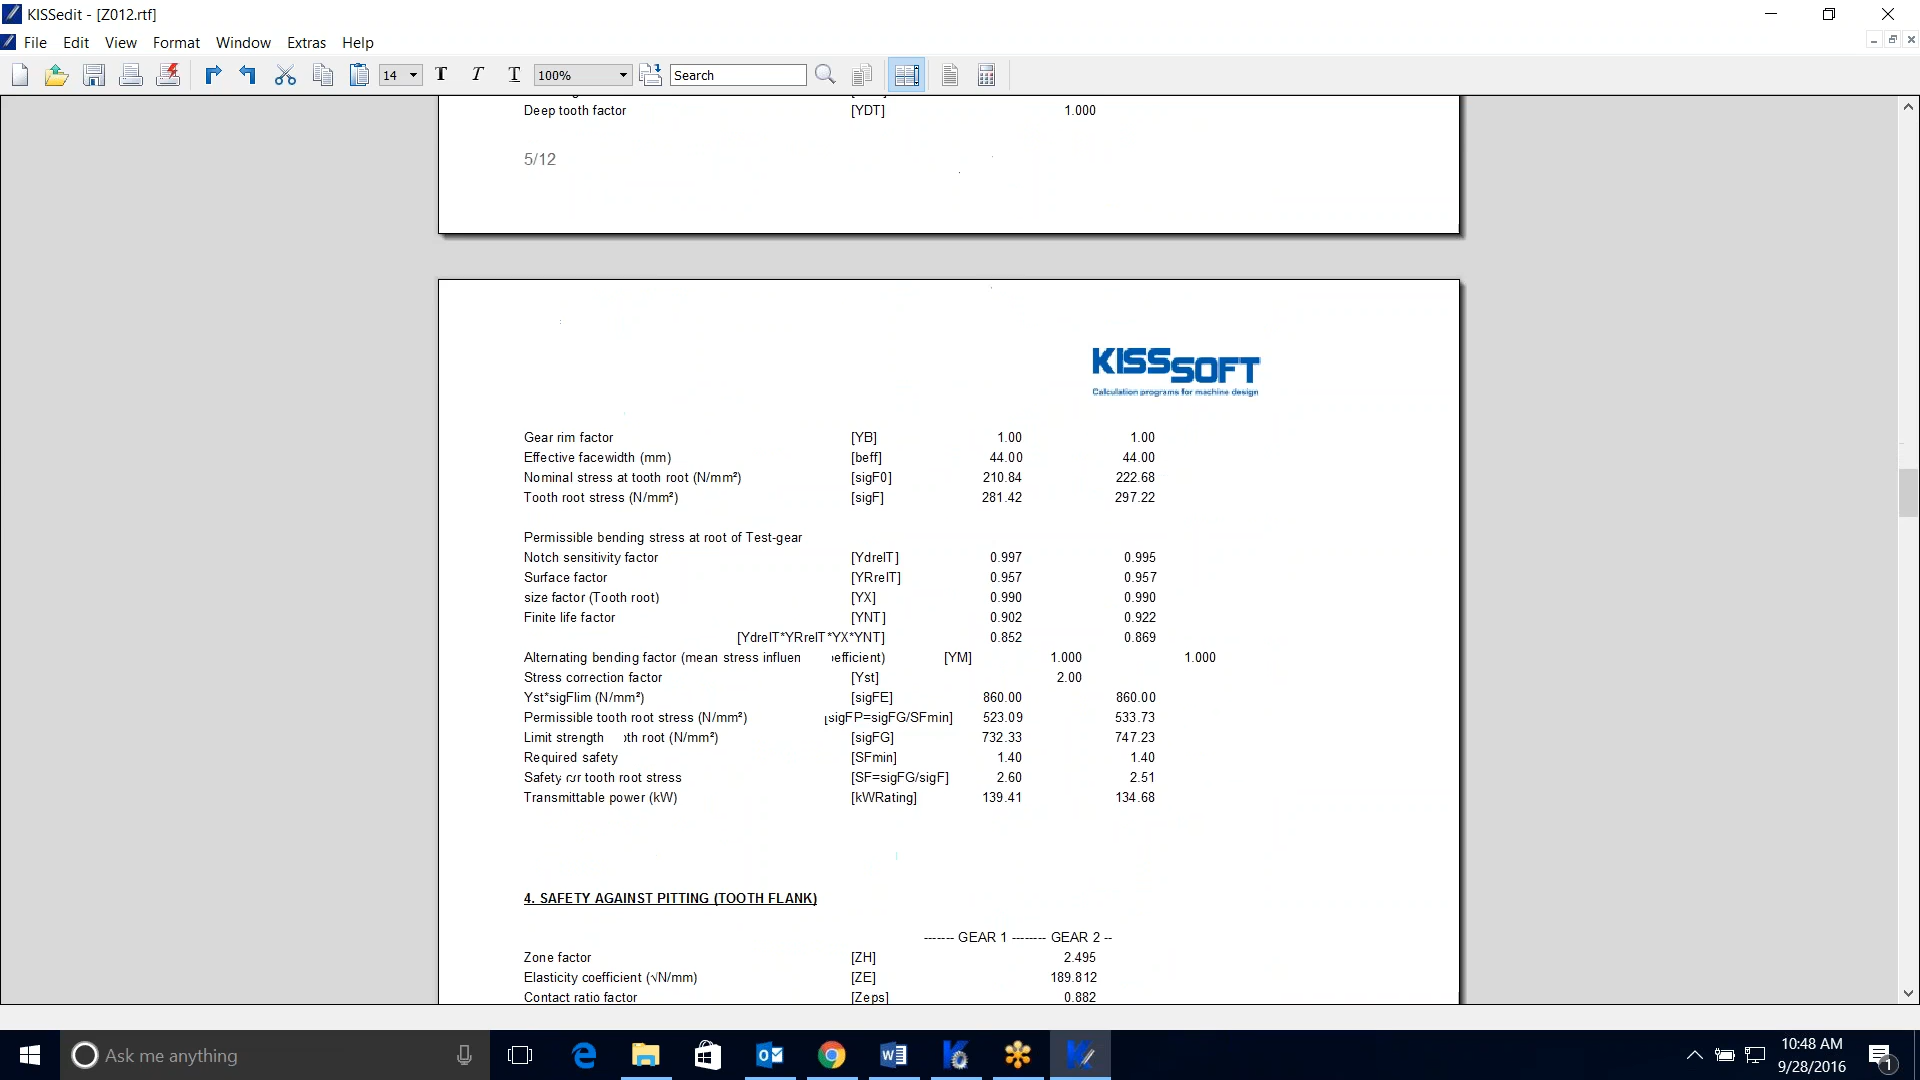 KISSedit - [Z012.rtf]
File Edit View Format Window Extras Help
14 T T T 100% Search
Deep tooth factor [YDT] 1.000
5/12
KISSSOFT
Calculation programs for machine design
Gear rim factor [YB] 1.00 1.00
Effective facewidth (mm) [beff] 44.00 44.00
Nominal stress at tooth root (N/mm²) [sigF0] 210.84 222.68
Tooth root stress (N/mm²) [sigF] 281.42 297.22
Permissible bending stress at root of Test-gear
Notch sensitivity factor [YdrelT] 0.997 0.995
Surface factor [YRrelT] 0.957 0.957
size factor (Tooth root) [YX] 0.990 0.990
Finite life factor [YNT] 0.902 0.922
[YdrelT*YRrelT*YX*YNT] 0.852 0.869
Alternating bending factor (mean stress influen efficient) [YM] 1.000 1.000
Stress correction factor [Yst] 2.00
Yst*sigFlim (N/mm²) [sigFE] 860.00 860.00
Permissible tooth root stress (N/mm²) [sigFP=sigFG/SFmin] 523.09 533.73
Limit strength oth root (N/mm²) [sigFG] 732.33 747.23
Required safety [SFmin] 1.40 1.40
Safety for tooth root stress [SF=sigFG/sigF] 2.60 2.51
Transmittable power (kW) [kWRating] 139.41 134.68
4. SAFETY AGAINST PITTING (TOOTH FLANK)
------- GEAR 1 -------- GEAR 2 --
Zone factor [ZH] 2.495
Elasticity coefficient (√N/mm) [ZE] 189.812
Contact ratio factor [Zeps] 0.882
Ask me anything
10:48 AM
9/28/2016
1